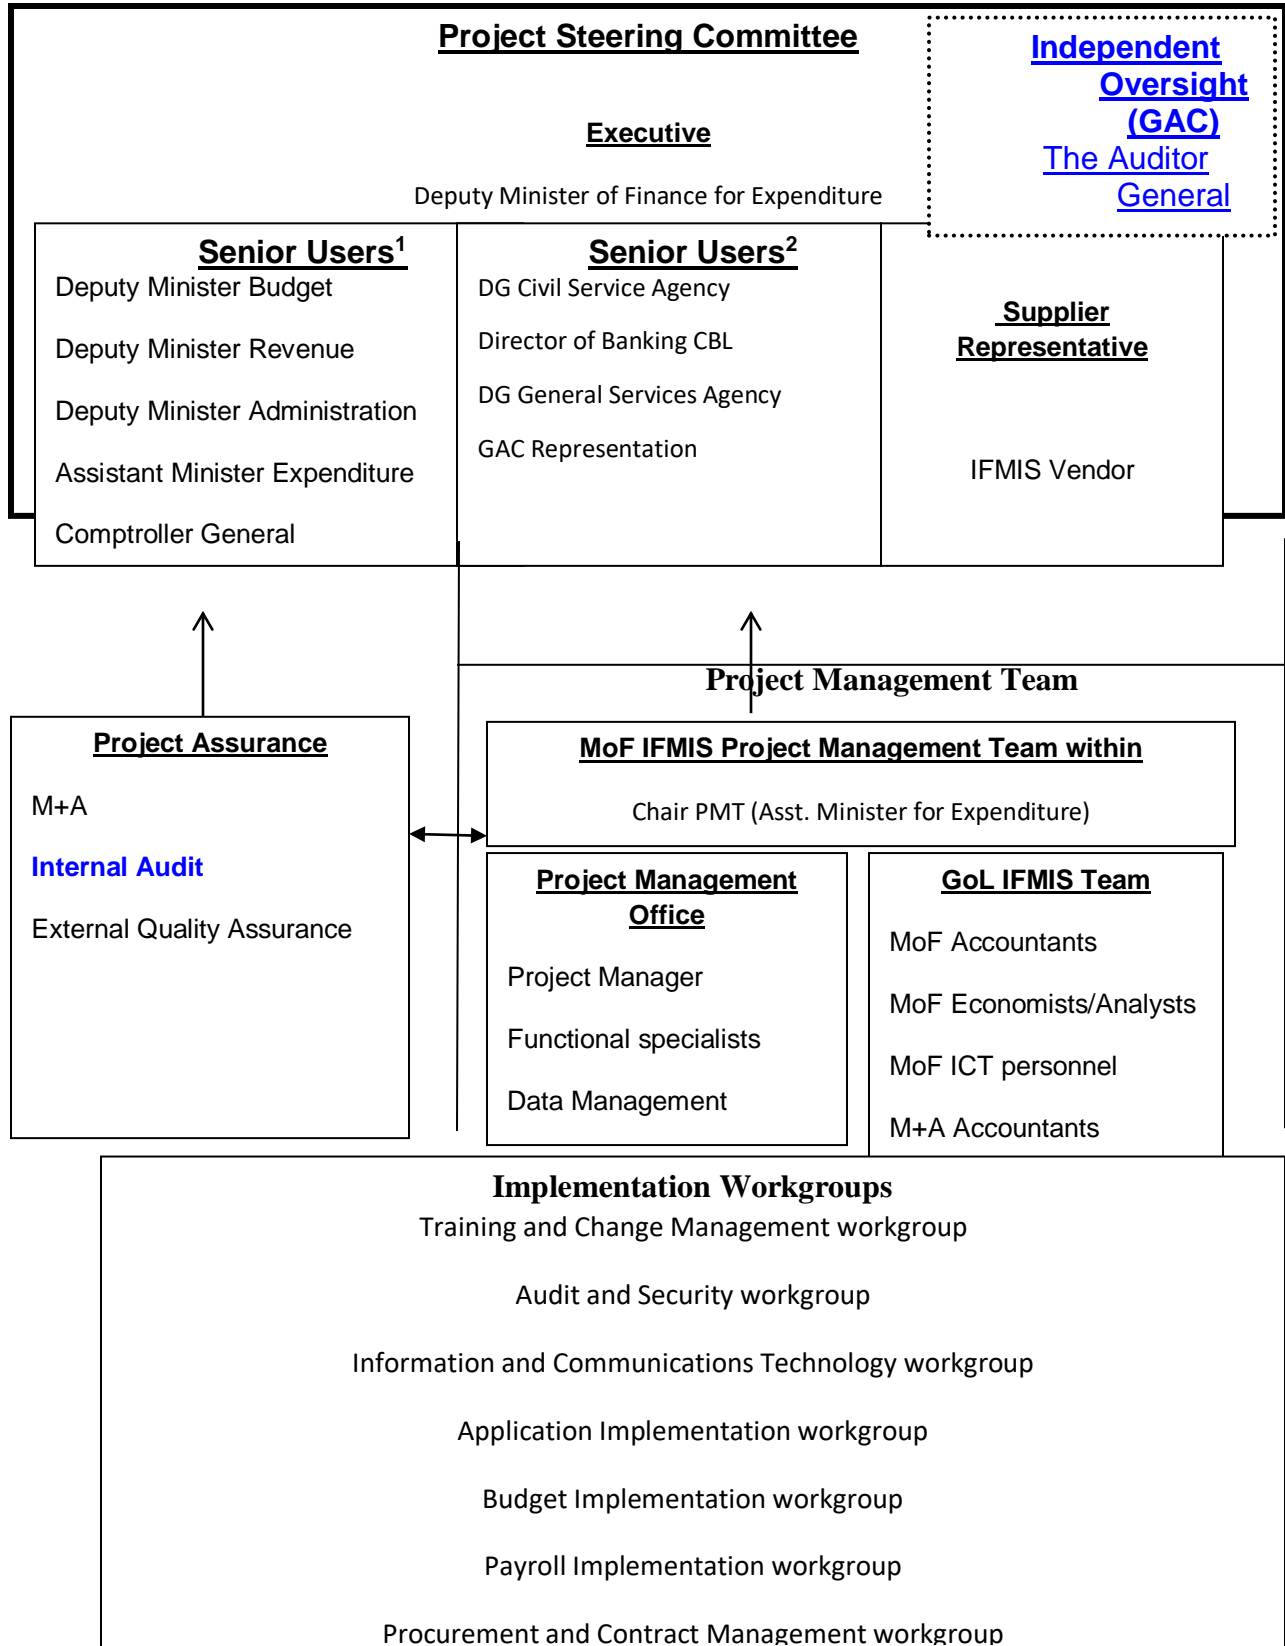 Project Steering Committee
Independent
Oversight
(GAC)
The Auditor
General
Executive
Deputy Minister of Finance for Expenditure
Senior Users1
Deputy Minister Budget
Deputy Minister Revenue
Deputy Minister Administration
Assistant Minister Expenditure
Comptroller General
Senior Users2
DG Civil Service Agency
Director of Banking CBL
DG General Services Agency
GAC Representation
Supplier
Representative
IFMIS Vendor
Project Management Team
Project Assurance
M+A
Internal Audit
External Quality Assurance
MoF IFMIS Project Management Team within
Chair PMT (Asst. Minister for Expenditure)
Project Management
Office
Project Manager
Functional specialists
Data Management
GoL IFMIS Team
MoF Accountants
MoF Economists/Analysts
MoF ICT personnel
M+A Accountants
Implementation Workgroups
Training and Change Management workgroup
Audit and Security workgroup
Information and Communications Technology workgroup
Application Implementation workgroup
Budget Implementation workgroup
Payroll Implementation workgroup
Procurement and Contract Management workgroup